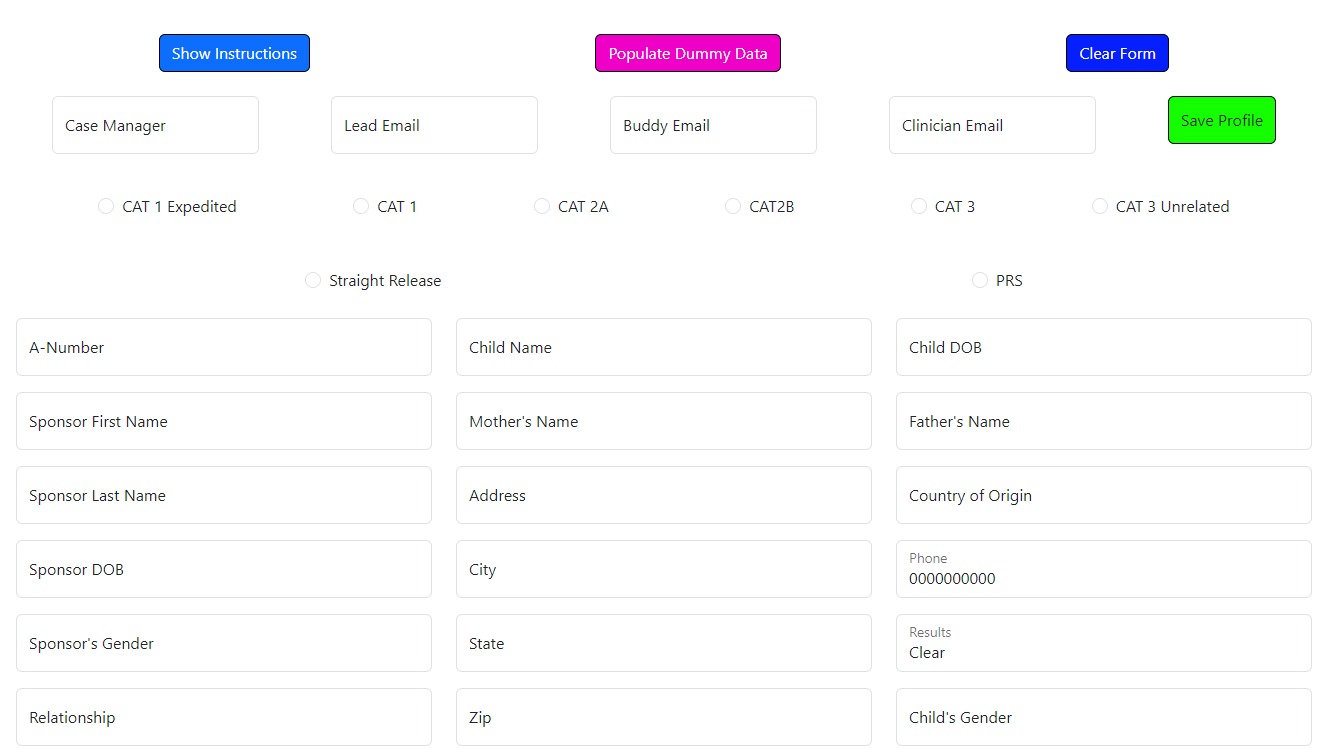 Show Instructions Populate Dummy Data Clear Form
Case Manager Lead Email Buddy Email Clinician Email Save Profile
CAT 1 Expedited CAT 1 CAT 2A CAT2B CAT 3 CAT 3 Unrelated
Straight Release PRS
A-Number Child Name Child DOB
Sponsor First Name Mother's Name Father's Name
Sponsor Last Name Address Country of Origin
Sponsor DOB City Phone
0000000000
Sponsor's Gender State Results
Clear
Relationship Zip Child's Gender